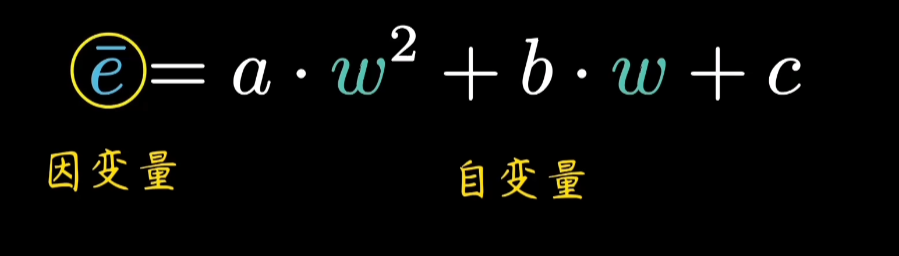 ē = a · w² + b · w + c
因变量 自变量